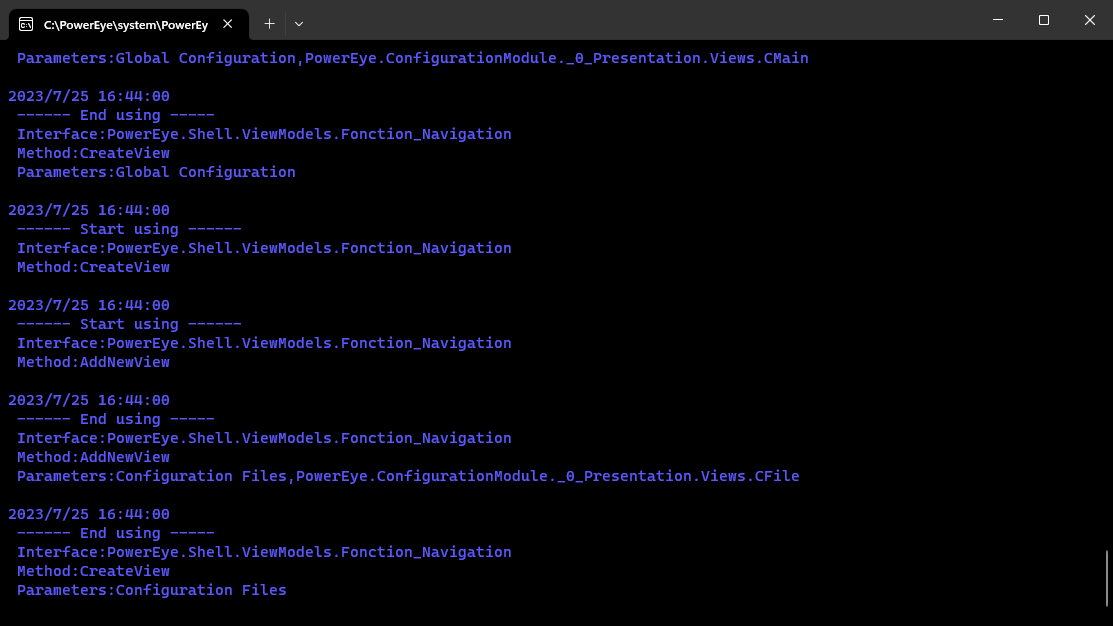 C:\PowerEye\system\PowerEy
Parameters:Global Configuration,PowerEye.ConfigurationModule._0_Presentation.Views.CMain
2023/7/25 16:44:00
------ End using -----
Interface:PowerEye.Shell.ViewModels.Fonction_Navigation
Method:CreateView
Parameters:Global Configuration
2023/7/25 16:44:00
------ Start using ------
Interface:PowerEye.Shell.ViewModels.Fonction_Navigation
Method:CreateView
2023/7/25 16:44:00
------ Start using ------
Interface:PowerEye.Shell.ViewModels.Fonction_Navigation
Method:AddNewView
2023/7/25 16:44:00
------ End using -----
Interface:PowerEye.Shell.ViewModels.Fonction_Navigation
Method:AddNewView
Parameters:Configuration Files,PowerEye.ConfigurationModule._0_Presentation.Views.CFile
2023/7/25 16:44:00
------ End using -----
Interface:PowerEye.Shell.ViewModels.Fonction_Navigation
Method:CreateView
Parameters:Configuration Files